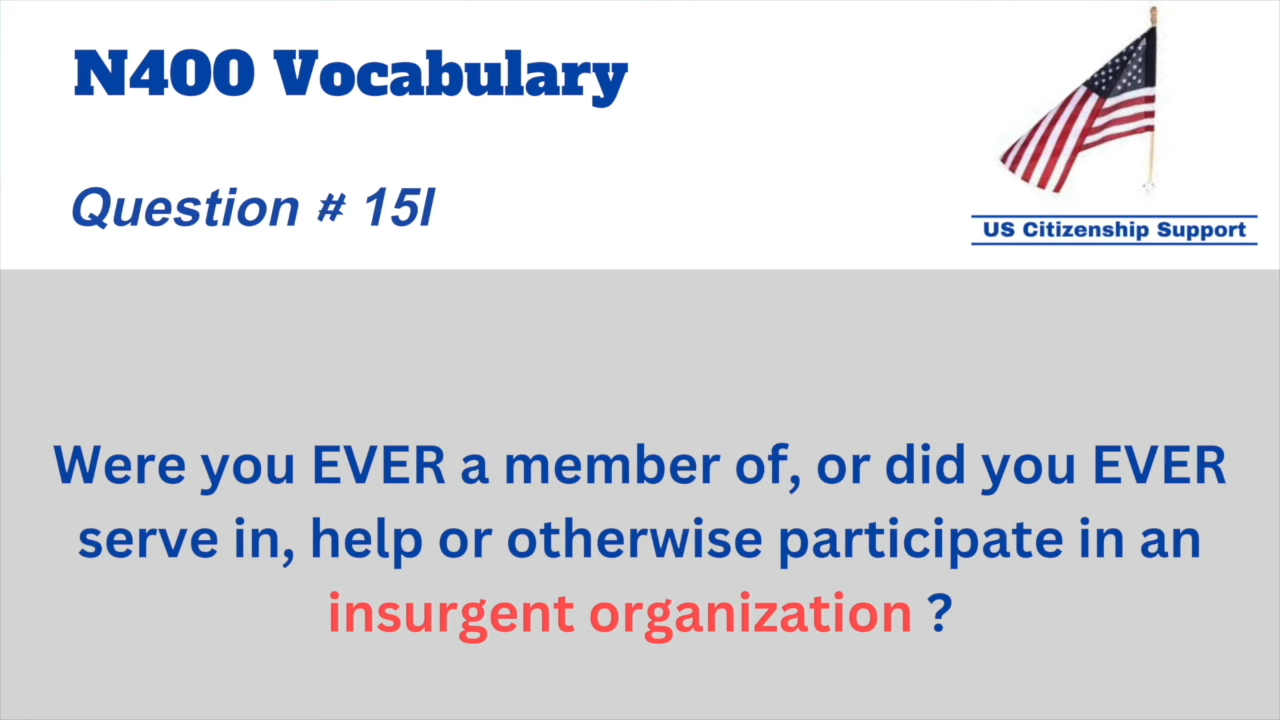 N400 Vocabulary
Question # 15I
US Citizenship Support
Were you EVER a member of, or did you EVER
serve in, help or otherwise participate in an
insurgent organization ?